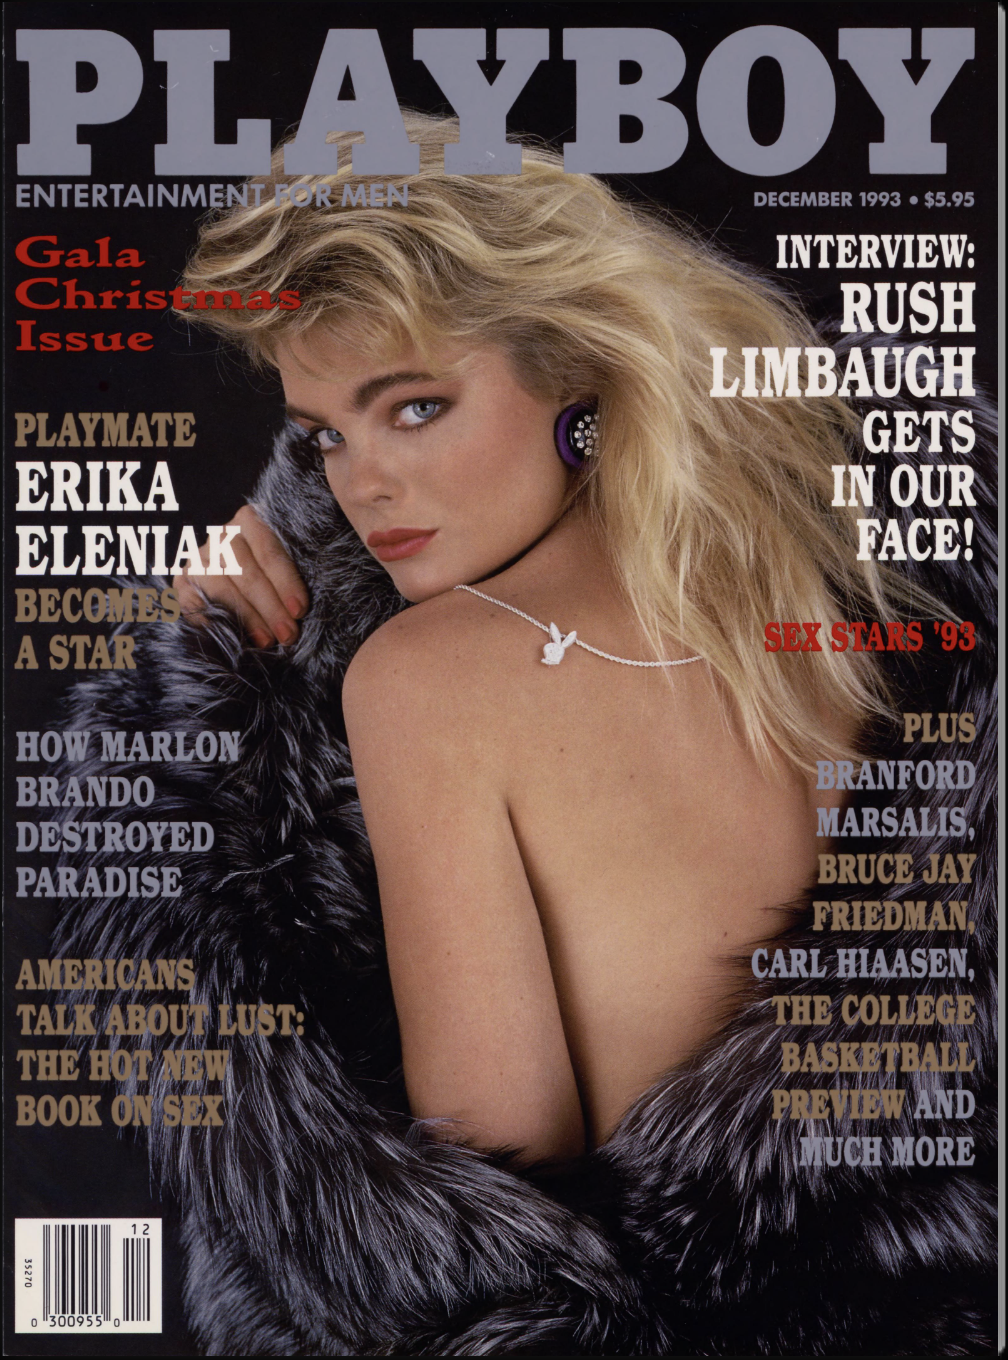 PLAYBOY
ENTERTAINMENT FOR MEN
DECEMBER 1993 • $5.95
Gala
Christmas
Issue
PLAYMATE
ERIKA
ELENIAK
BECOMES
A STAR
HOW MARLON
BRANDO
DESTROYED
PARADISE
AMERICANS
TALK ABOUT LUST:
THE HOT NEW
BOOK ON SEX
INTERVIEW:
RUSH
LIMBAUGH
GETS
IN OUR
FACE!
SEX STARS '93
PLUS
BRANFORD
MARSALIS,
BRUCE JAY
FRIEDMAN,
CARL HIAASEN,
THE COLLEGE
BASKETBALL
PREVIEW AND
MUCH MORE
12
35270
0 300955 0